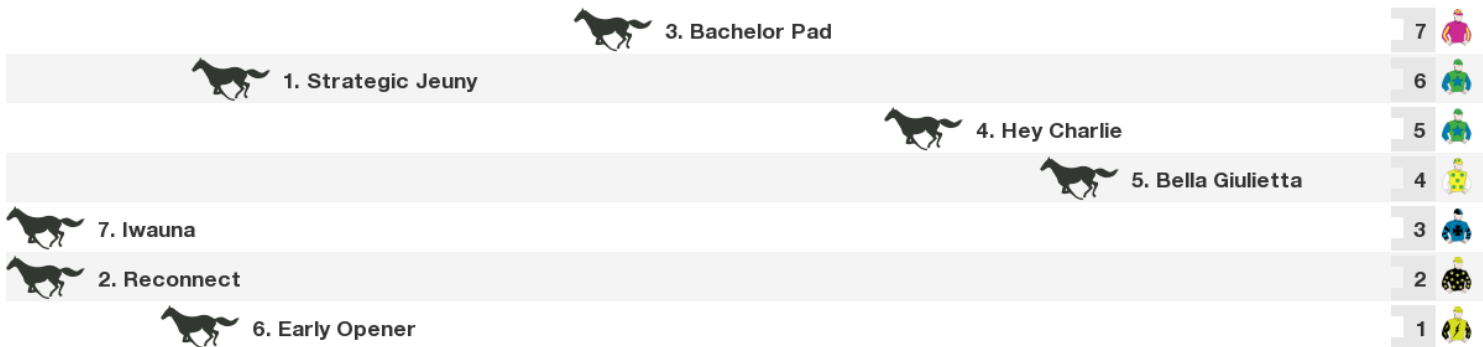 3. Bachelor Pad 7
1. Strategic Jeuny 6
4. Hey Charlie 5
5. Bella Giulietta 4
7. Iwauna 3
2. Reconnect 2
6. Early Opener 1